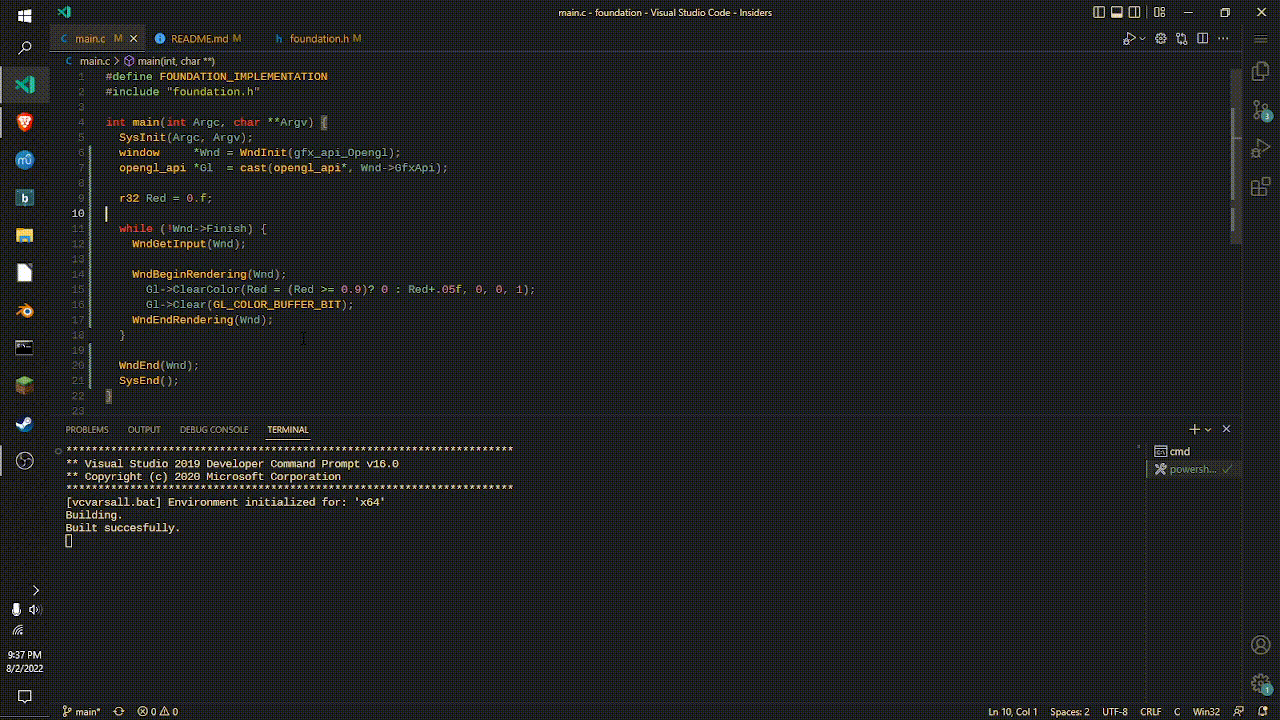 main.c - foundation - Visual Studio Code - Insiders
main.c M
README.md M
foundation.h M
main.c > main(int, char **)
1 #define FOUNDATION_IMPLEMENTATION
2 #include "foundation.h"
3
4 int main(int Argc, char **Argv) {
5 SysInit(Argc, Argv);
6 window *Wnd = WndInit(gfx_api_Opengl);
7 opengl_api *Gl = cast(opengl_api*, Wnd->GfxApi);
8
9 r32 Red = 0.f;
10
11 while (!Wnd->Finish) {
12 WndGetInput(Wnd);
13
14 WndBeginRendering(Wnd);
15 Gl->ClearColor(Red = (Red >= 0.9)? 0 : Red+.05f, 0, 0, 1);
16 Gl->Clear(GL_COLOR_BUFFER_BIT);
17 WndEndRendering(Wnd);
18 }
19
20 WndEnd(Wnd);
21 SysEnd();
22 }
23
PROBLEMS OUTPUT DEBUG CONSOLE TERMINAL
**********************************************************************
** Visual Studio 2019 Developer Command Prompt v16.0
** Copyright (c) 2020 Microsoft Corporation
**********************************************************************
[vcvarsall.bat] Environment initialized for: 'x64'
Building.
Built succesfully.
cmd
powersh...
3
1
9:37 PM
8/2/2022
main* 0 0
Ln 10, Col 1 Spaces: 2 UTF-8 CRLF C Win32